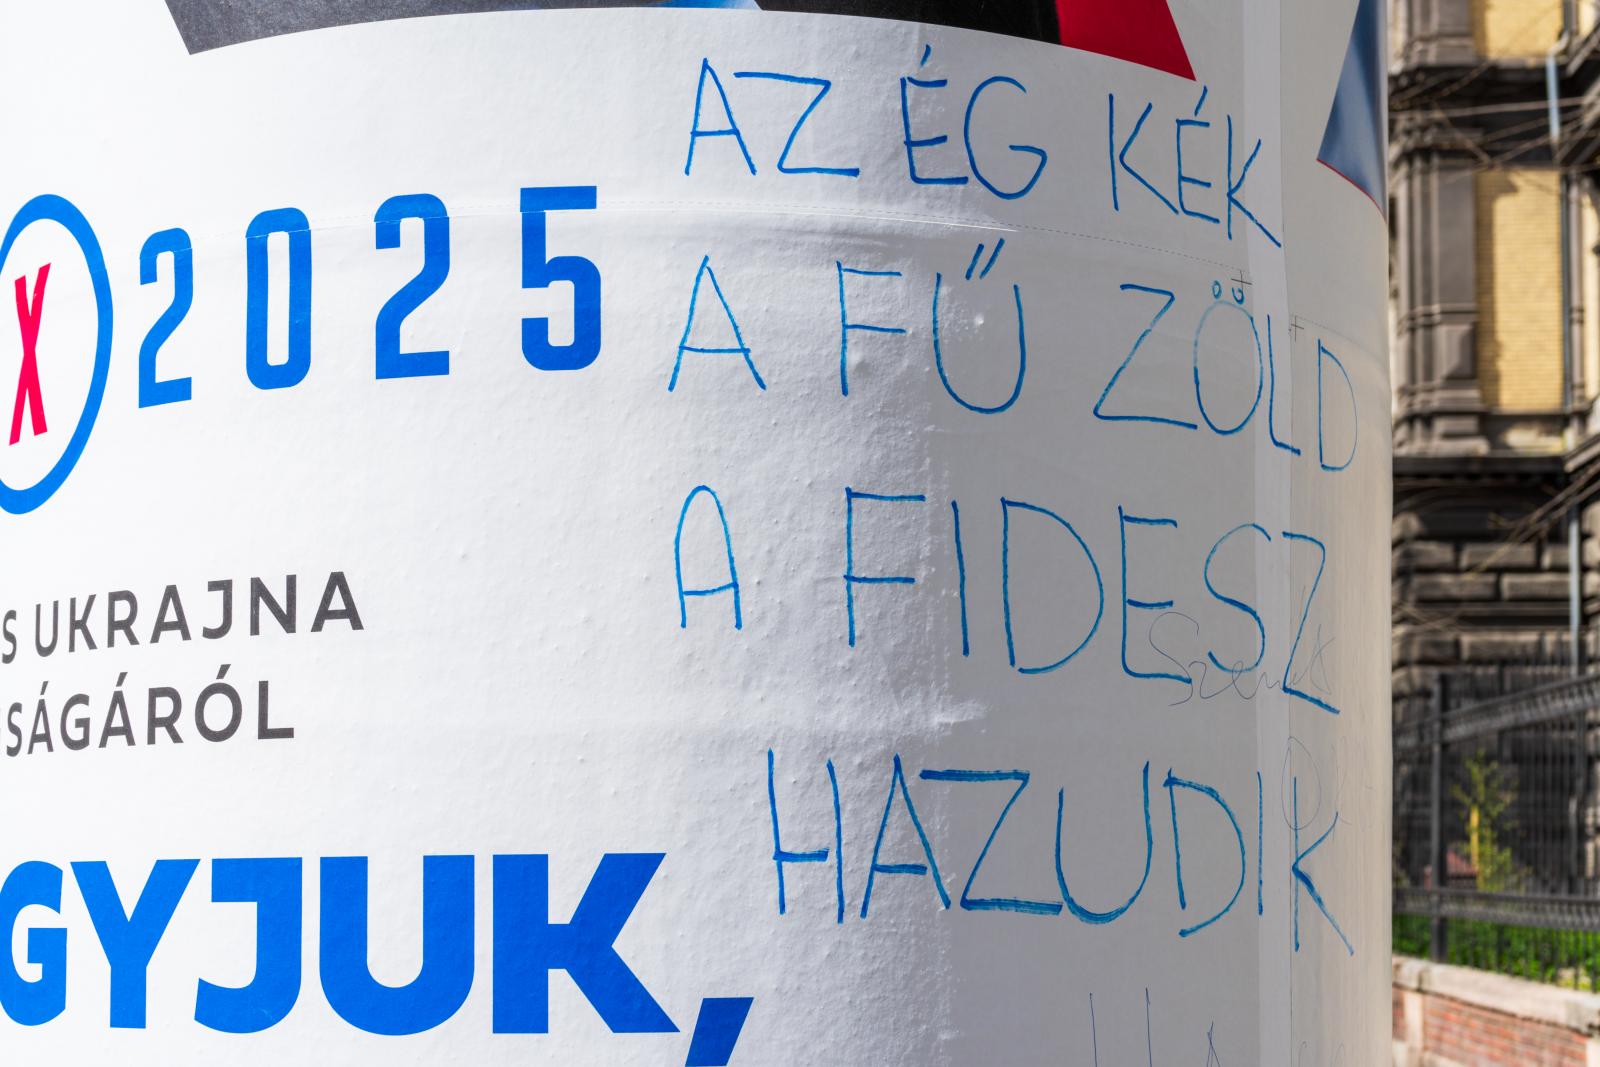 AZ ÉG KÉK
X 2025
A FŰ ZÖLD
A FIDESZ
S UKRAJNA
SÁGÁRÓL
HAZUDIK
GYJUK,